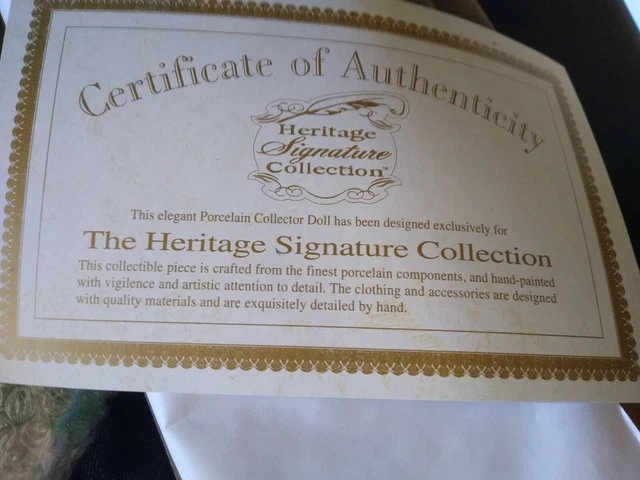 Certificate of Authenticity
Heritage
Signature
Collection™
This elegant Porcelain Collector Doll has been designed exclusively for
The Heritage Signature Collection
This collectible piece is crafted from the finest porcelain components, and hand-painted
with vigilence and artistic attention to detail. The clothing and accessories are designed
with quality materials and are exquisitely detailed by hand.